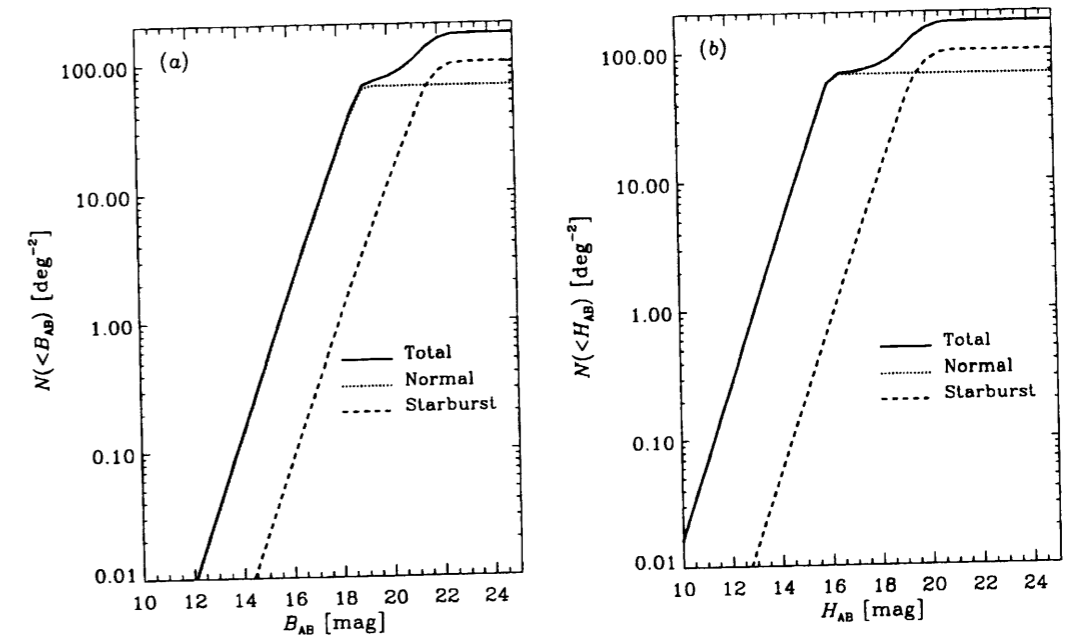 (a)
100.00
10.00
1.00
0.10
0.01
N(<B_AB) [deg^-2]
Total
Normal
Starburst
10 12 14 16 18 20 22 24
B_AB [mag]
(b)
100.00
10.00
1.00
0.10
0.01
N(<H_AB) [deg^-2]
Total
Normal
Starburst
10 12 14 16 18 20 22 24
H_AB [mag]